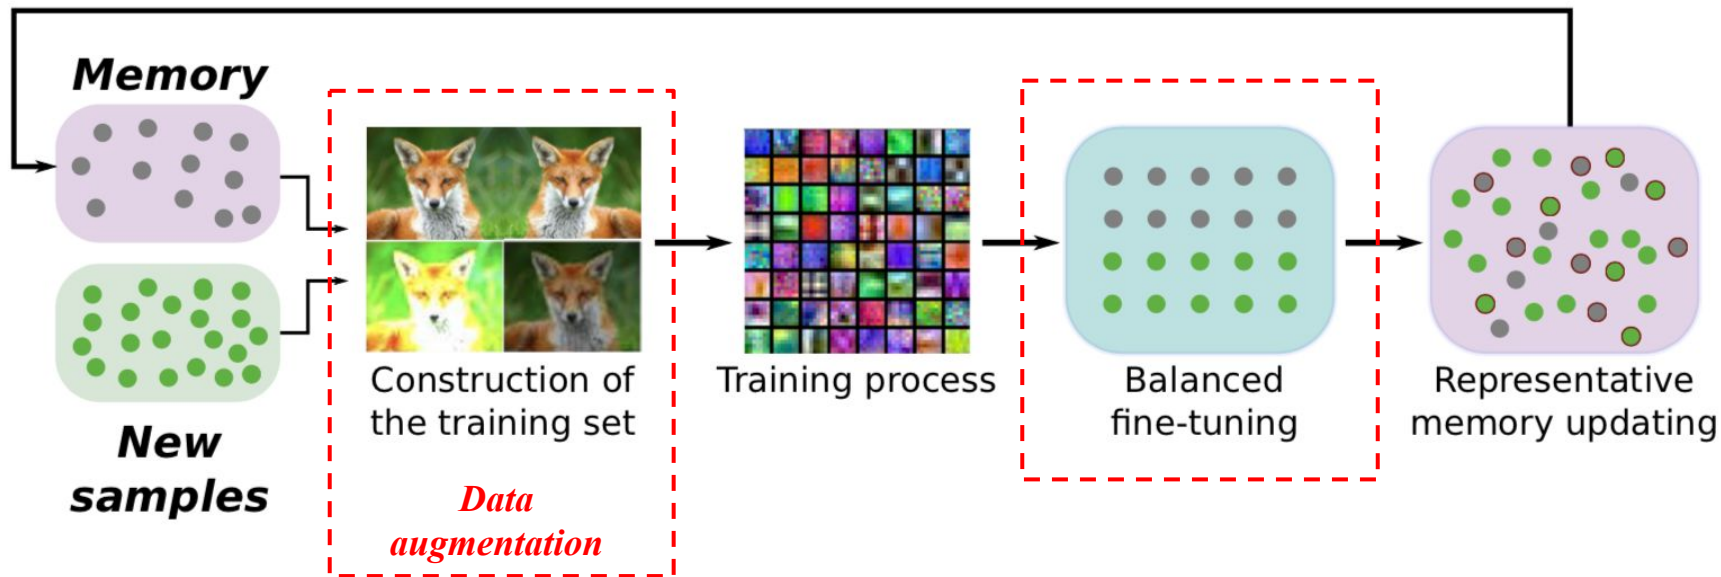 Memory
New
samples
Construction of
the training set
Data
augmentation
Training process
Balanced
fine-tuning
Representative
memory updating